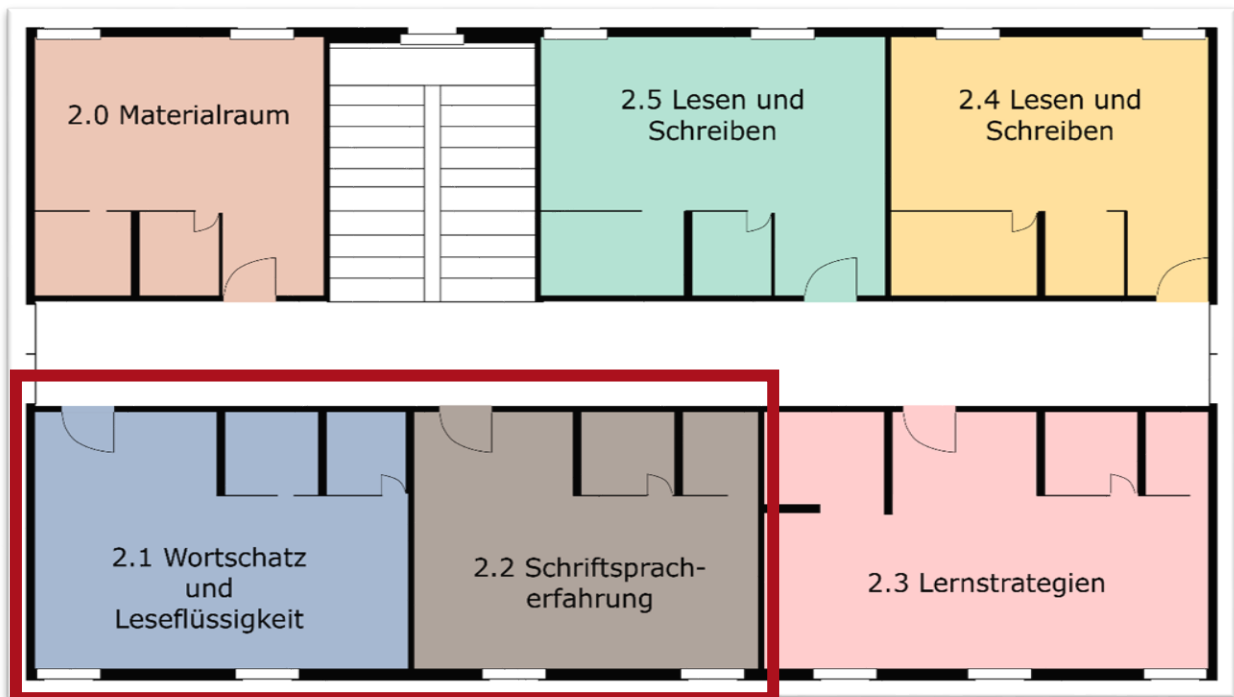 2.0 Materialraum
2.5 Lesen und
Schreiben
2.4 Lesen und
Schreiben
2.1 Wortschatz
und
Leseflüssigkeit
2.2 Schriftsprach-
erfahrung
2.3 Lernstrategien